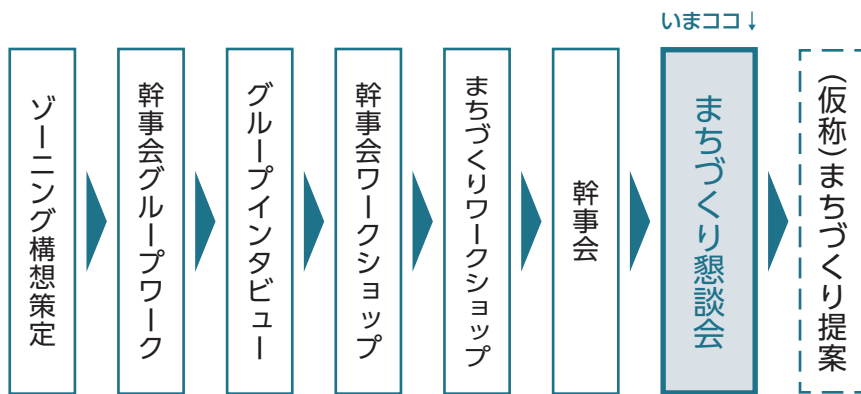 いまココ↓
ゾーニング構想策定
幹事会グループワーク
グループインタビュー
幹事会ワークショップ
まちづくりワークショップ
幹事会
まちづくり懇談会
(仮称)まちづくり提案